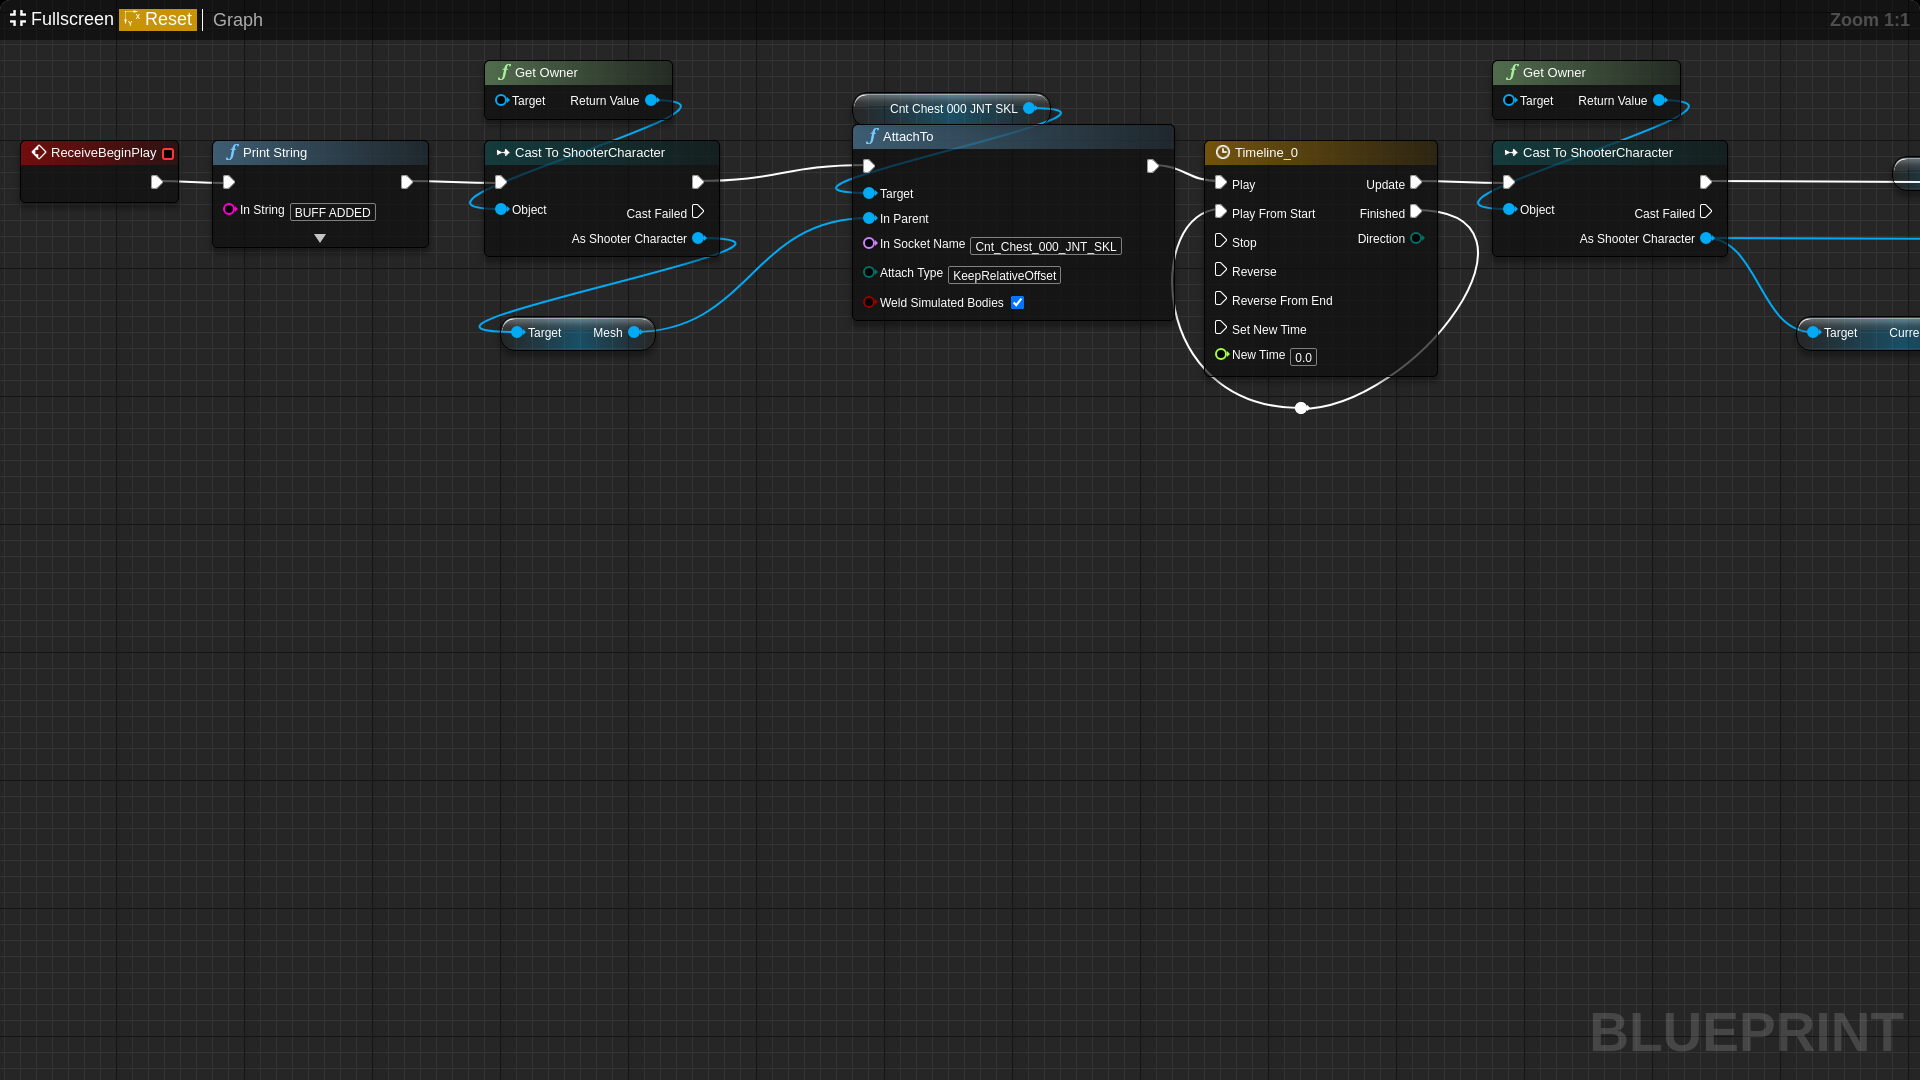 Fullscreen Reset Graph
Zoom 1:1
Get Owner
Target Return Value
Cnt Chest 000 JNT SKL
Get Owner
Target Return Value
ReceiveBeginPlay
Print String
In String BUFF ADDED
Cast To ShooterCharacter
Object
Cast Failed
As Shooter Character
Target Mesh
AttachTo
Target
In Parent
In Socket Name Cnt_Chest_000_JNT_SKL
Attach Type KeepRelativeOffset
Weld Simulated Bodies
Timeline_0
Play Update
Play From Start Finished
Stop Direction
Reverse
Reverse From End
Set New Time
New Time 0.0
Cast To ShooterCharacter
Object
Cast Failed
As Shooter Character
Target Curre
BLUEPRINT